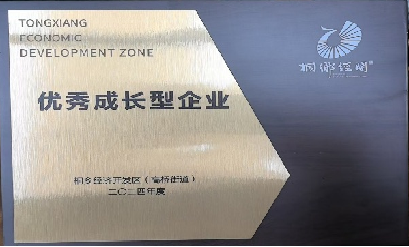 TONGXIANG
ECONOMIC
DEVELOPMENT ZONE
桐乡经开
优秀成长型企业
桐乡经济开发区（高桥街道）
二〇二四年度